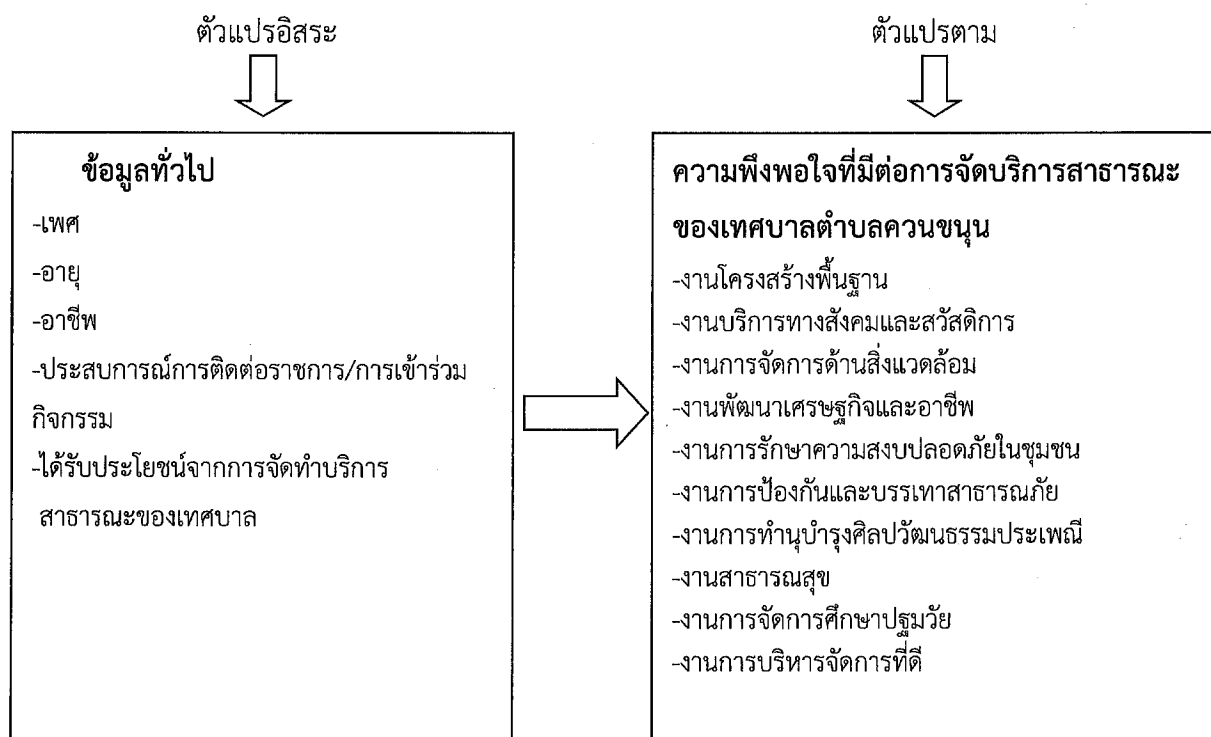 ตัวแปรอิสระ
ตัวแปรตาม
ข้อมูลทั่วไป
-เพศ
-อายุ
-อาชีพ
-ประสบการณ์การติดต่อราชการ/การเข้าร่วม
กิจกรรม
-ได้รับประโยชน์จากการจัดทำบริการ
สาธารณะของเทศบาล
ความพึงพอใจที่มีต่อการจัดบริการสาธารณะ
ของเทศบาลตำบลควนขนุน
-งานโครงสร้างพื้นฐาน
-งานบริการทางสังคมและสวัสดิการ
-งานการจัดการด้านสิ่งแวดล้อม
-งานพัฒนาเศรษฐกิจและอาชีพ
-งานการรักษาความสงบปลอดภัยในชุมชน
-งานการป้องกันและบรรเทาสาธารณภัย
-งานการทำนุบำรุงศิลปวัฒนธรรมประเพณี
-งานสาธารณสุข
-งานการจัดการศึกษาปฐมวัย
-งานการบริหารจัดการที่ดี